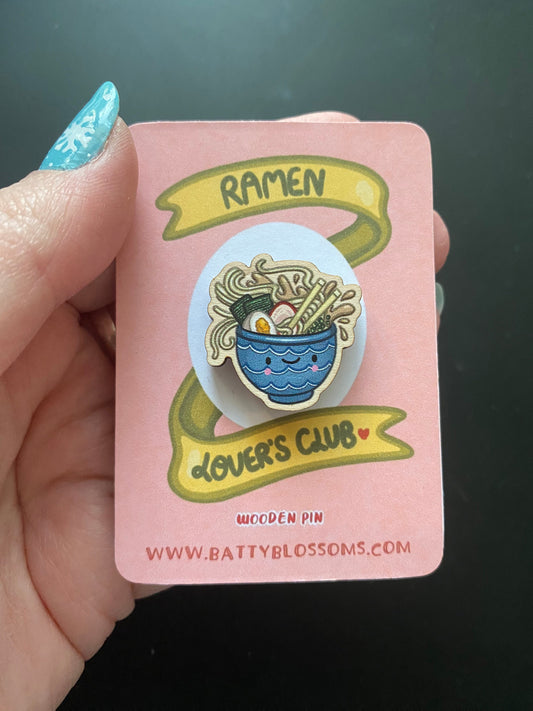 RAMEN
LOVER'S CLUB
WOODEN PIN
WWW.BATTYBLOSSOMS.COM